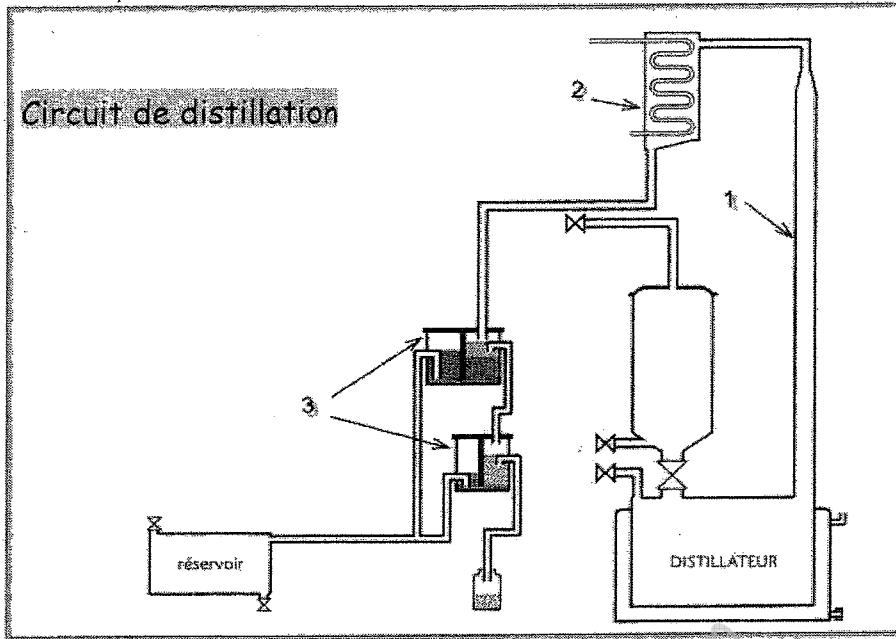 Circuit de distillation
2
1
3
réservoir
DISTILLATEUR